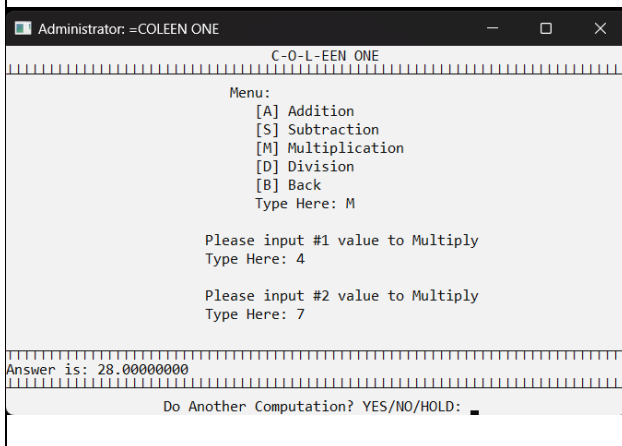 Administrator: =COLEEN ONE
C-O-L-EEN ONE
Menu:
[A] Addition
[S] Subtraction
[M] Multiplication
[D] Division
[B] Back
Type Here: M
Please input #1 value to Multiply
Type Here: 4
Please input #2 value to Multiply
Type Here: 7
Answer is: 28.00000000
Do Another Computation? YES/NO/HOLD: _